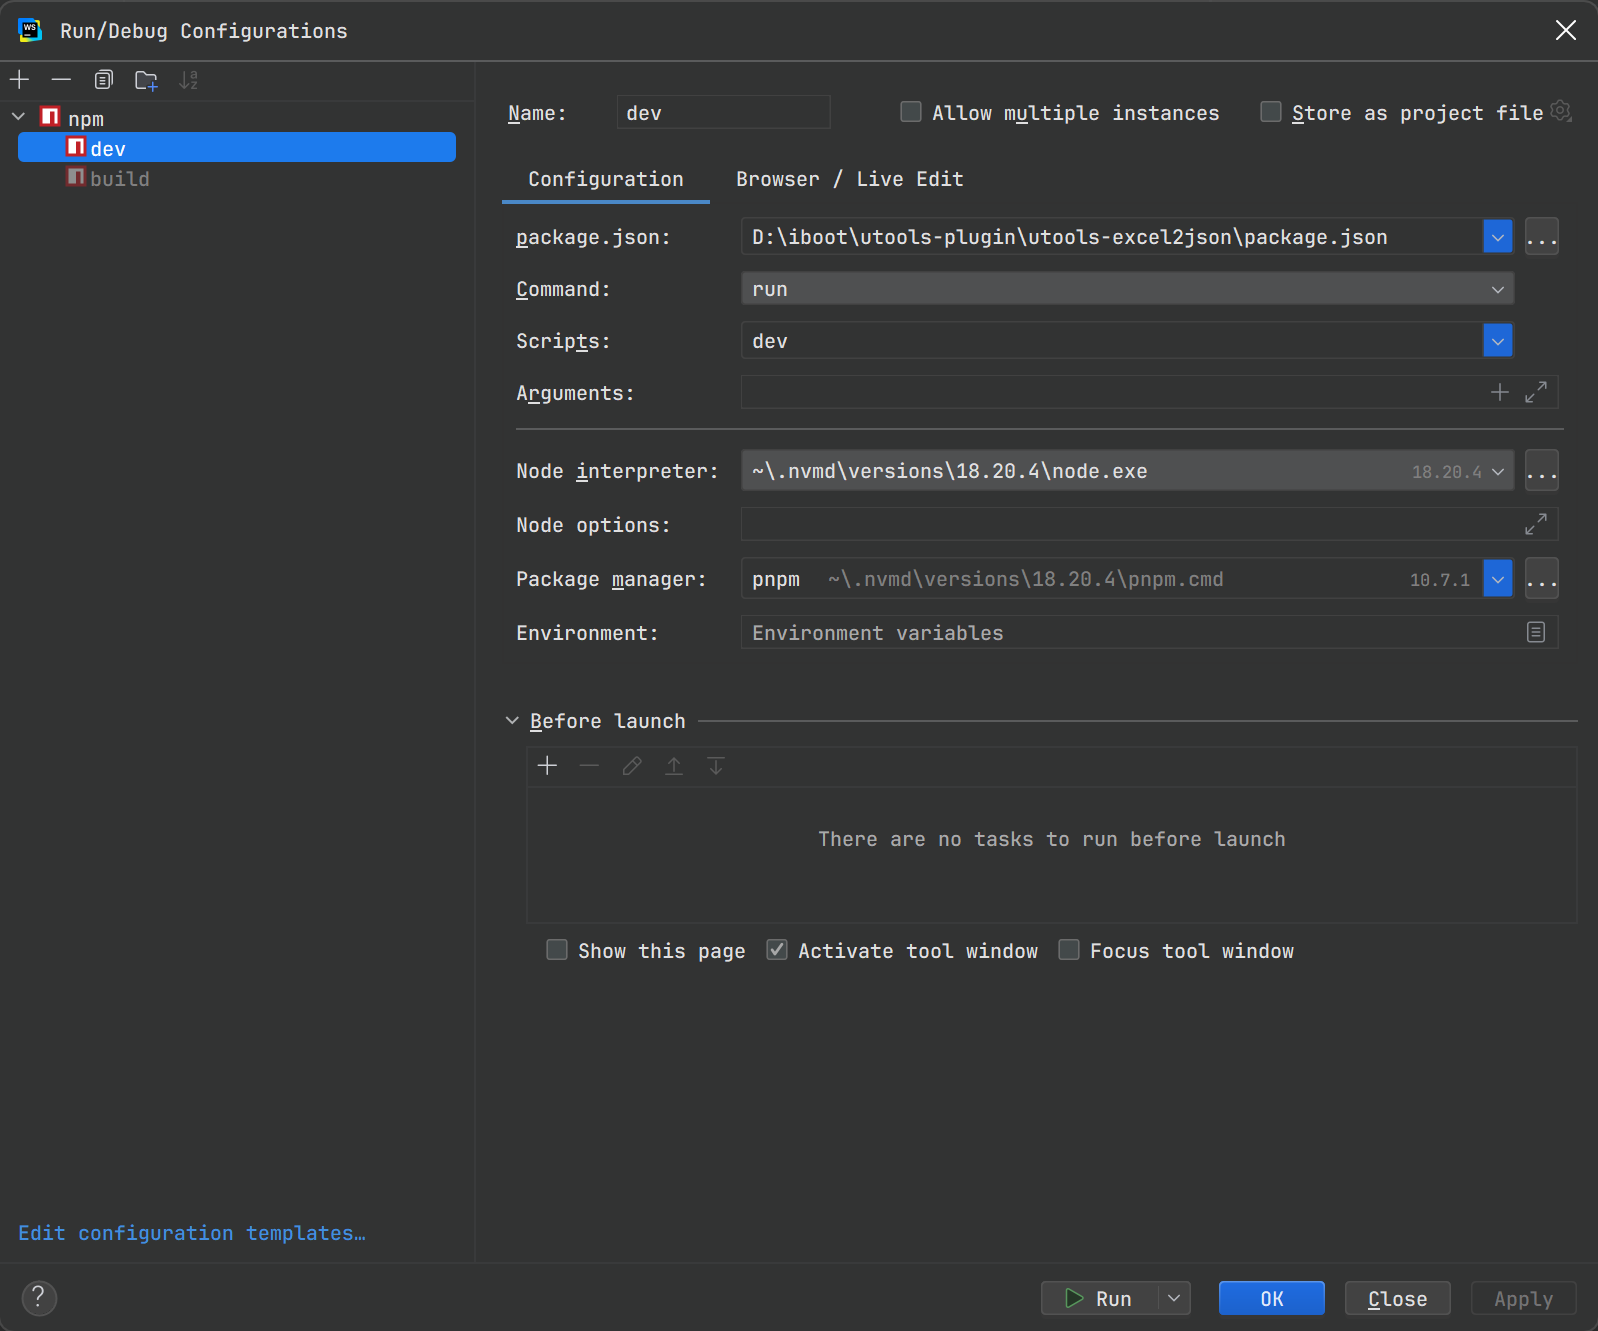 Run/Debug Configurations
npm
dev
build
Edit configuration templates…
Name: dev Allow multiple instances Store as project file
Configuration Browser / Live Edit
package.json: D:\iboot\utools-plugin\utools-excel2json\package.json ...
Command: run
Scripts: dev
Arguments:
Node interpreter: ~\.nvmd\versions\18.20.4\node.exe 18.20.4 ...
Node options:
Package manager: pnpm ~\.nvmd\versions\18.20.4\pnpm.cmd 10.7.1 ...
Environment: Environment variables
Before launch
There are no tasks to run before launch
Show this page Activate tool window Focus tool window
? Run OK Close Apply